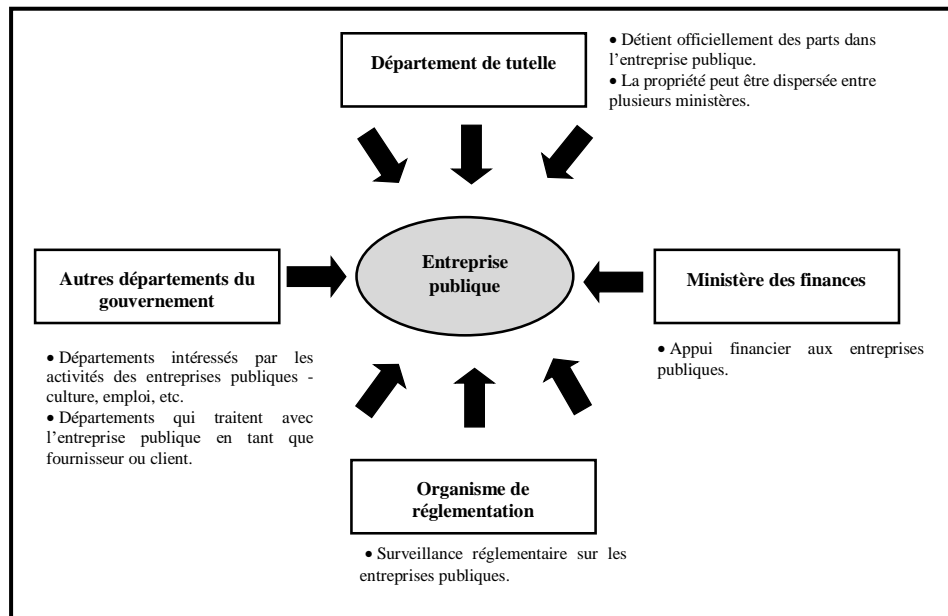 Département de tutelle
• Détient officiellement des parts dans
l'entreprise publique.
• La propriété peut être dispersée entre
plusieurs ministères.
Autres départements du
gouvernement
Entreprise
publique
Ministère des finances
• Départements intéressés par les
activités des entreprises publiques -
culture, emploi, etc.
• Départements qui traitent avec
l'entreprise publique en tant que
fournisseur ou client.
• Appui financier aux entreprises
publiques.
Organisme de
réglementation
• Surveillance réglementaire sur les
entreprises publiques.